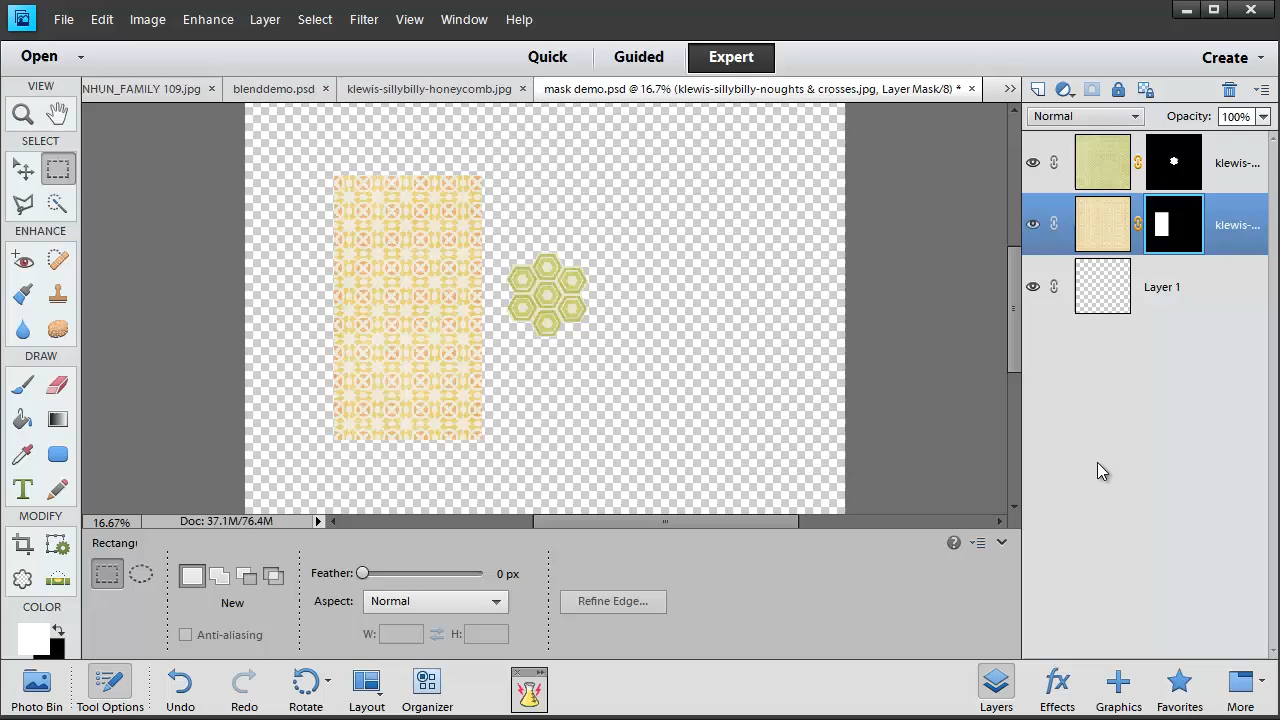 File Edit Image Enhance Layer Select Filter View Window Help
Open Quick Guided Expert Create
VIEW
NHUN_FAMILY 109.jpg × blenddemo.psd × klewis-sillybilly-honeycomb.jpg × mask demo.psd @ 16.7% (klewis-sillybilly-noughts & crosses.jpg, Layer Mask/8) * ×
Normal Opacity: 100%
SELECT
klewis-...
klewis-...
ENHANCE
Layer 1
DRAW
T
MODIFY
16.67% Doc: 37.1M/76.4M
Rectang
Feather: 0 px
Aspect: Normal Refine Edge...
New
COLOR
Anti-aliasing W: H:
Photo Bin Tool Options Undo Redo Rotate Layout Organizer Layers Effects Graphics Favorites More